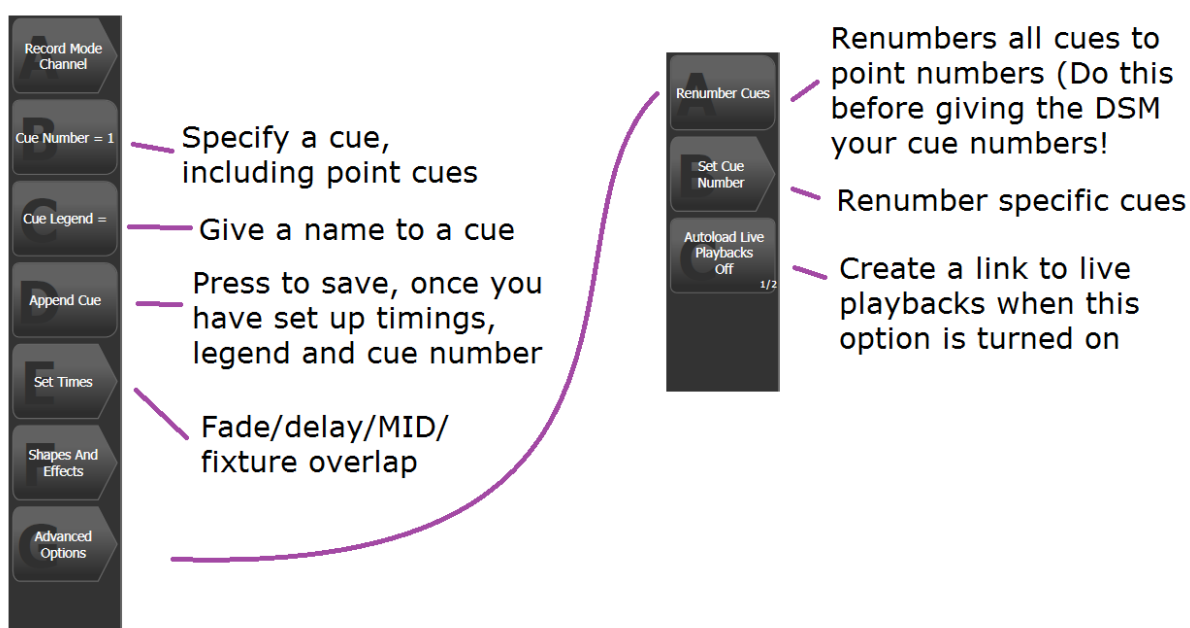 A
Record Mode
Channel
B
Cue Number = 1
C
Cue Legend =
D
Append Cue
E
Set Times
F
Shapes And
Effects
G
Advanced
Options
Specify a cue,
including point cues
Give a name to a cue
Press to save, once you
have set up timings,
legend and cue number
Fade/delay/MID/
fixture overlap
A
Renumber Cues
B
Set Cue
Number
C
Autoload Live
Playbacks
Off
1/2
Renumbers all cues to
point numbers (Do this
before giving the DSM
your cue numbers!
Renumber specific cues
Create a link to live
playbacks when this
option is turned on